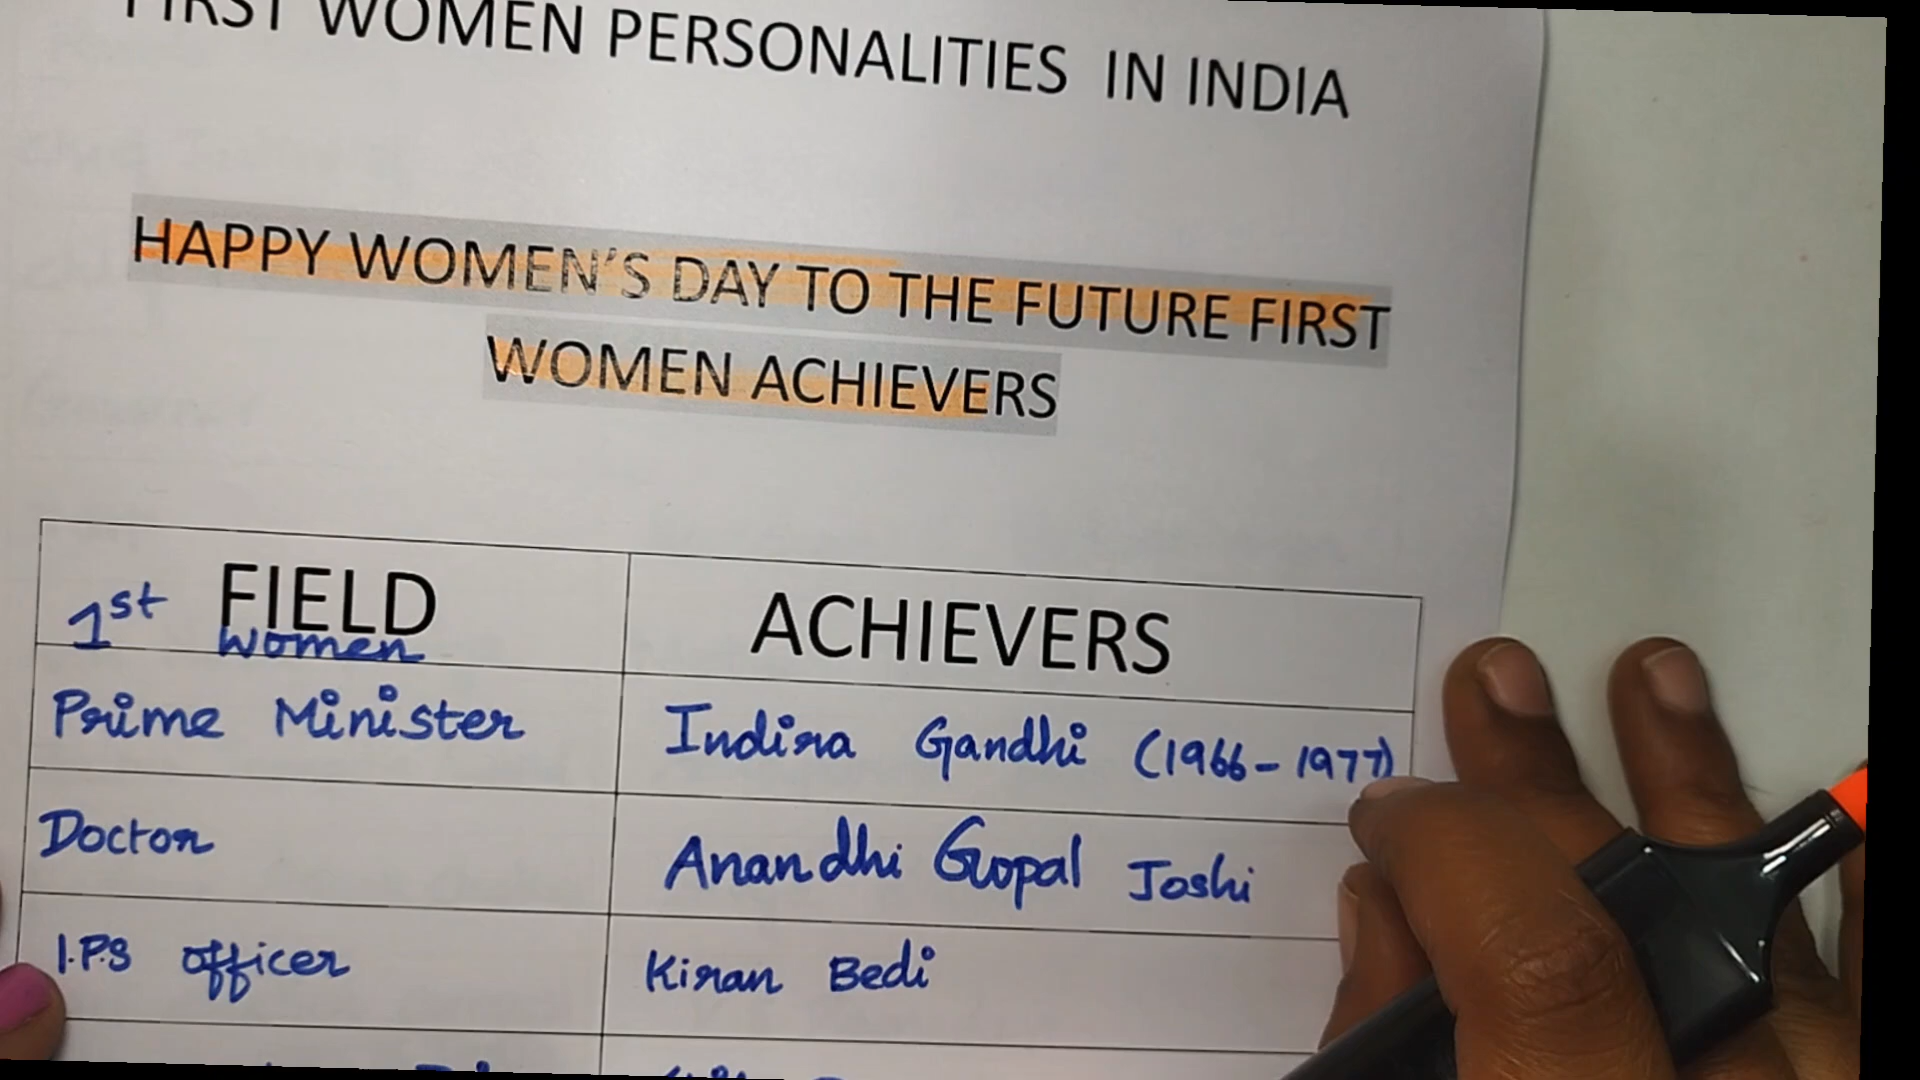 FIRST WOMEN PERSONALITIES IN INDIA
HAPPY WOMEN'S DAY TO THE FUTURE FIRST
WOMEN ACHIEVERS
1st FIELD ACHIEVERS
Women
Prime Minister Indira Gandhi (1966-1977)
Doctor Anandhi Gopal Joshi
I.P.S officer Kiran Bedi